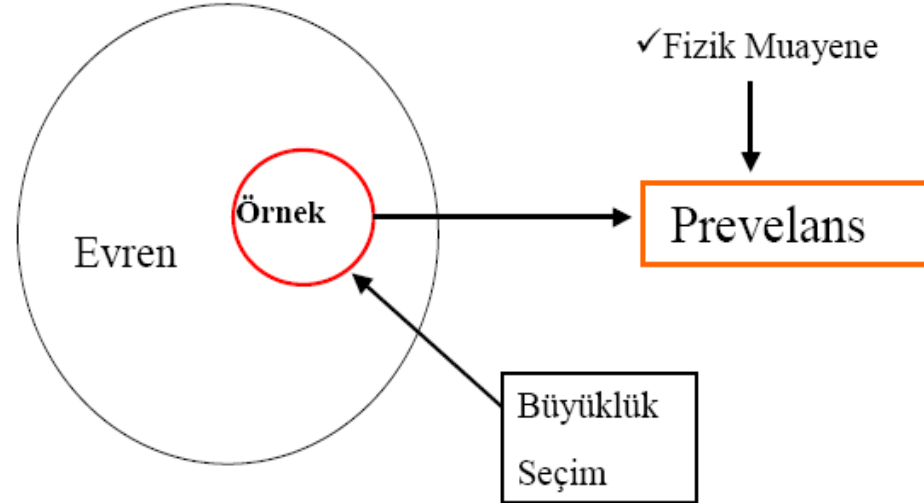 ✓Fizik Muayene
Örnek
Prevelans
Evren
Büyüklük
Seçim